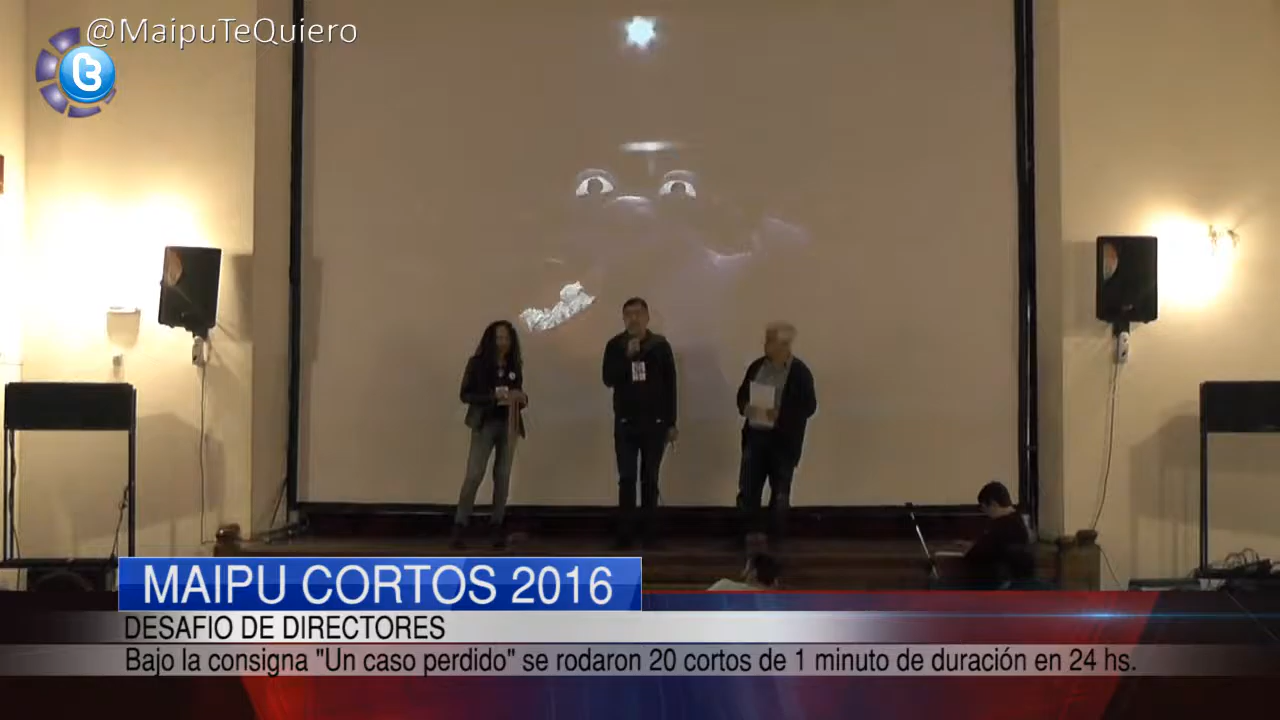 @MaipuTeQuiero
MAIPU CORTOS 2016
DESAFIO DE DIRECTORES
Bajo la consigna "Un caso perdido" se rodaron 20 cortos de 1 minuto de duración en 24 hs.